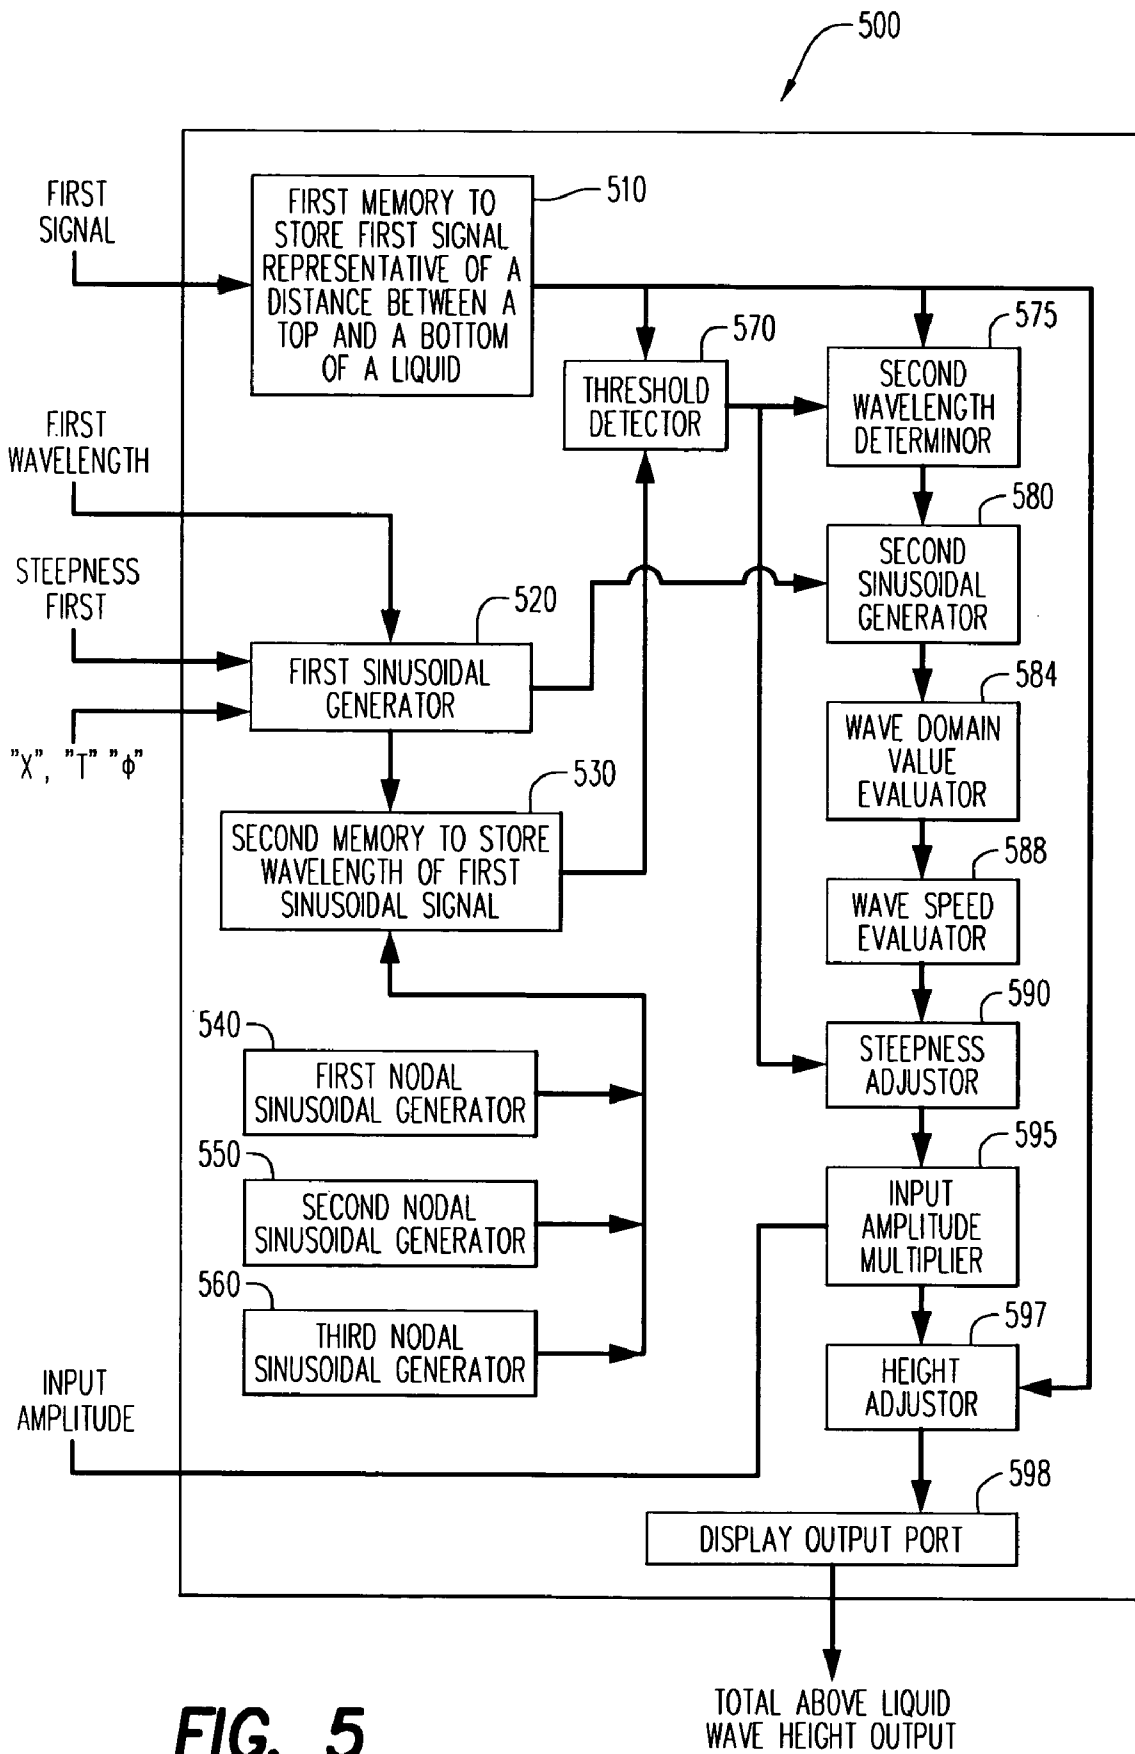 500
FIRST
SIGNAL
FIRST MEMORY TO
STORE FIRST SIGNAL
REPRESENTATIVE OF A
DISTANCE BETWEEN A
TOP AND A BOTTOM
OF A LIQUID
510
570
THRESHOLD
DETECTOR
575
SECOND
WAVELENGTH
DETERMINOR
FIRST
WAVELENGTH
580
SECOND
SINUSOIDAL
GENERATOR
STEEPNESS
FIRST
520
FIRST SINUSOIDAL
GENERATOR
"X", "T" "Φ"
584
WAVE DOMAIN
VALUE
EVALUATOR
530
SECOND MEMORY TO STORE
WAVELENGTH OF FIRST
SINUSOIDAL SIGNAL
588
WAVE SPEED
EVALUATOR
590
STEEPNESS
ADJUSTOR
540
FIRST NODAL
SINUSOIDAL GENERATOR
550
SECOND NODAL
SINUSOIDAL GENERATOR
560
THIRD NODAL
SINUSOIDAL GENERATOR
595
INPUT
AMPLITUDE
MULTIPLIER
597
HEIGHT
ADJUSTOR
INPUT
AMPLITUDE
598
DISPLAY OUTPUT PORT
TOTAL ABOVE LIQUID
WAVE HEIGHT OUTPUT
FIG. 5